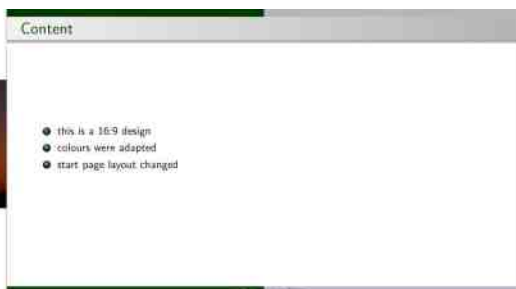 Content
this is a 16:9 design
colours were adapted
start page layout changed